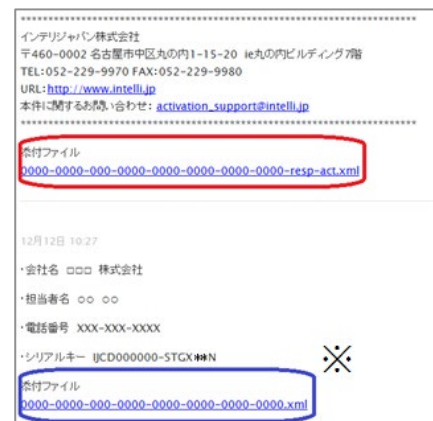 ************************************************************************
インテリジャパン株式会社
〒460-0002 名古屋市中区丸の内1-15-20 ie丸の内ビルディング7階
TEL:052-229-9970 FAX:052-229-9980
URL:http://www.intelli.jp
本件に関するお問い合わせ: activation_support@intelli.jp
************************************************************************
添付ファイル
0000-0000-000-0000-0000-0000-0000-0000-resp-act.xml
12月12日 10:27
・会社名 □□□ 株式会社
・担当者名 ○○ ○○
・電話番号 XXX-XXX-XXXX
・シリアルキー IJCD000000-STGX**N
※
添付ファイル
0000-0000-000-0000-0000-0000-0000-0000.xml